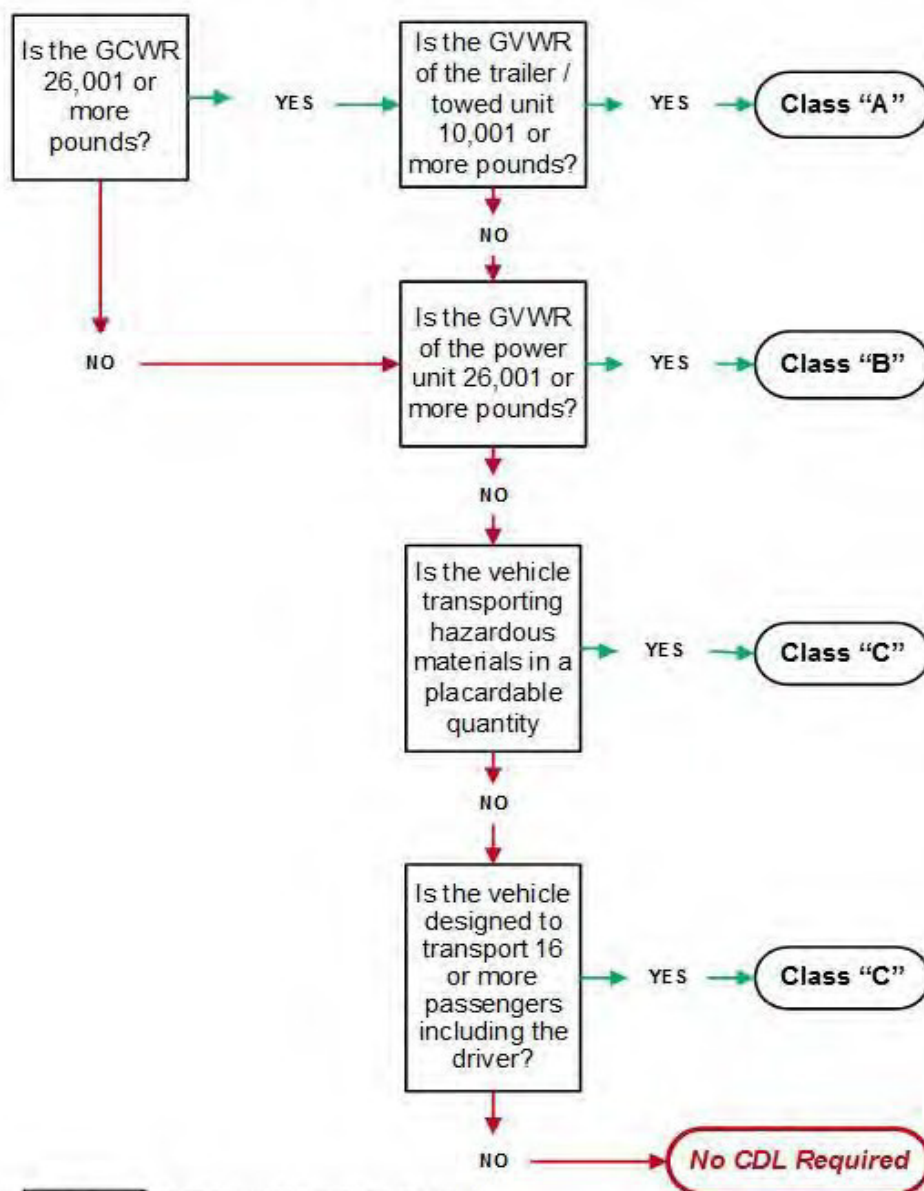 Is the GCWR
26,001 or
more
pounds?
YES
Is the GVWR
of the trailer /
towed unit
10,001 or
more pounds?
YES
Class “A”
NO
NO
Is the GVWR
of the power
unit 26,001 or
more pounds?
YES
Class “B”
NO
Is the vehicle
transporting
hazardous
materials in a
placardable
quantity
YES
Class “C”
NO
Is the vehicle
designed to
transport 16
or more
passengers
including the
driver?
YES
Class “C”
NO
No CDL Required